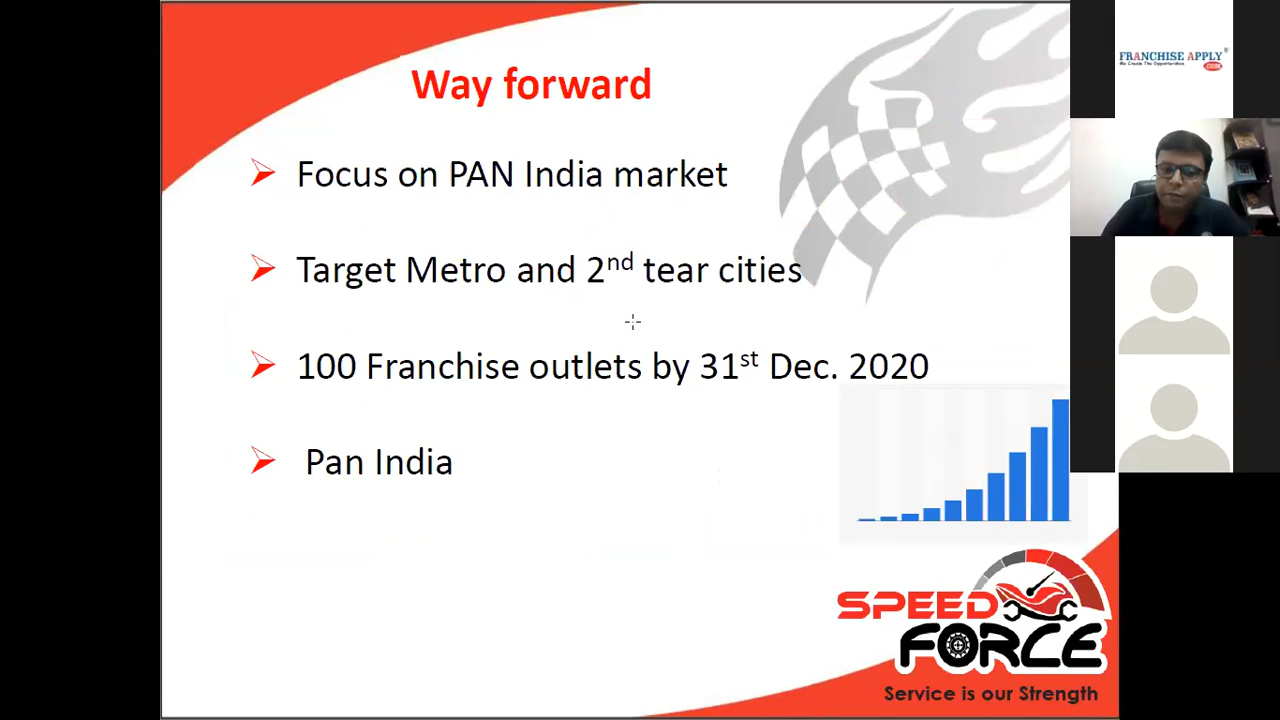 Way forward
Focus on PAN India market
Target Metro and 2nd tear cities
100 Franchise outlets by 31st Dec. 2020
Pan India
SPEED
FORCE
Service is our Strength
FRANCHISE APPLY®
We Create The Opportunities
.COM